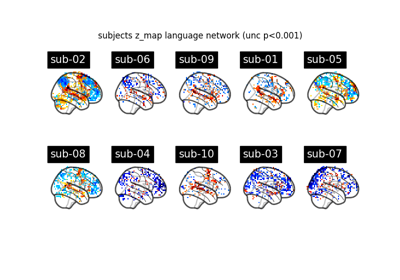 subjects z_map language network (unc p<0.001)
sub-02 sub-06 sub-09 sub-01 sub-05
sub-08 sub-04 sub-10 sub-03 sub-07